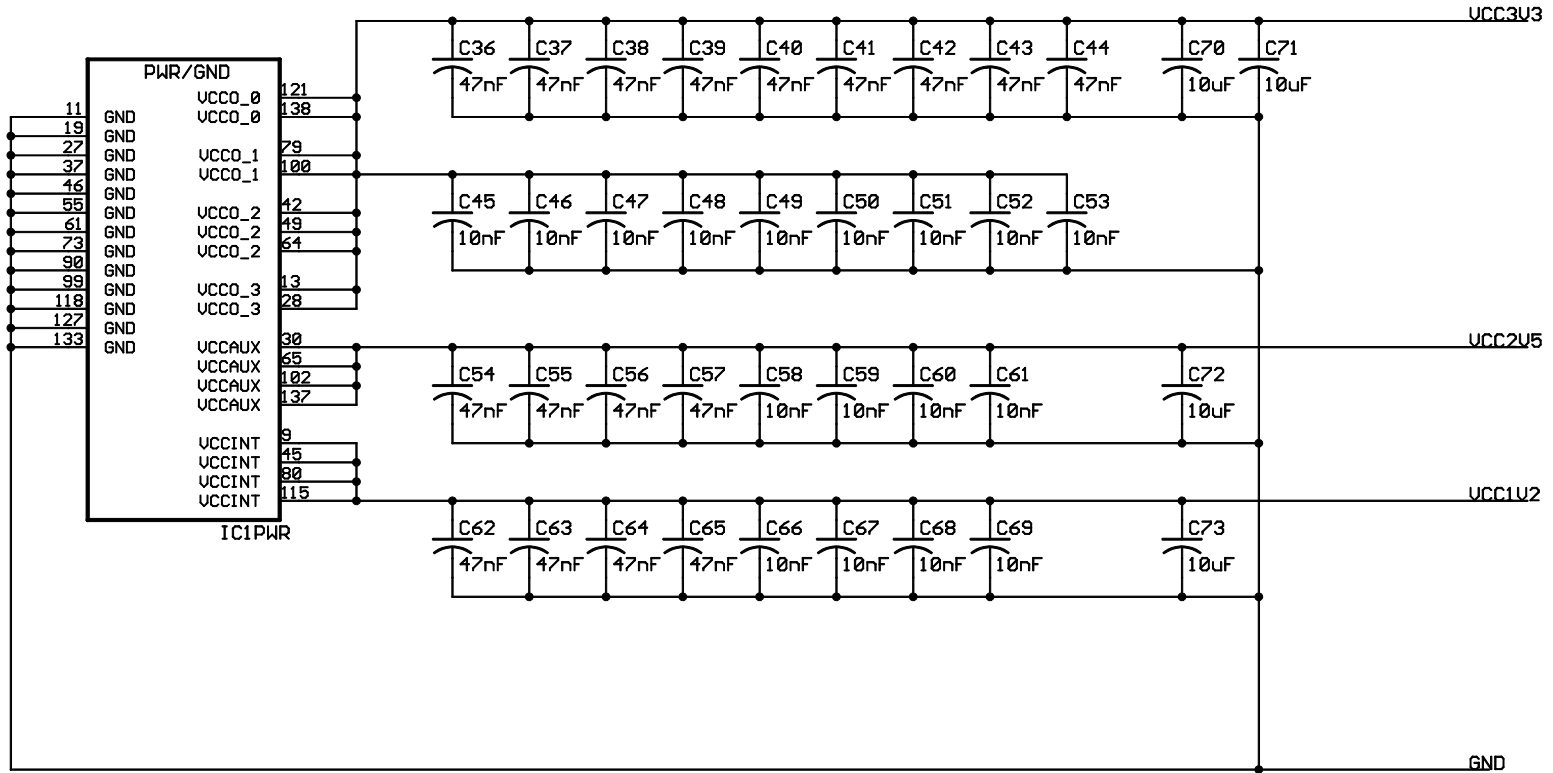 VCC3V3
C36 C37 C38 C39 C40 C41 C42 C43 C44 C70 C71
47nF 47nF 47nF 47nF 47nF 47nF 47nF 47nF 47nF 10uF 10uF
PWR/GND
VCCO_0 121
11 GND VCCO_0 138
19 GND
27 GND VCCO_1 79
37 GND VCCO_1 100
46 GND
55 GND VCCO_2 42
61 GND VCCO_2 49
73 GND VCCO_2 64
90 GND
99 GND VCCO_3 13
118 GND VCCO_3 28
127 GND
133 GND VCCAUX 30
VCCAUX 65
VCCAUX 102
VCCAUX 137
VCCINT 9
VCCINT 45
VCCINT 80
VCCINT 115
IC1PWR
C45 C46 C47 C48 C49 C50 C51 C52 C53
10nF 10nF 10nF 10nF 10nF 10nF 10nF 10nF 10nF
VCC2V5
C54 C55 C56 C57 C58 C59 C60 C61 C72
47nF 47nF 47nF 47nF 10nF 10nF 10nF 10nF 10uF
VCC1V2
C62 C63 C64 C65 C66 C67 C68 C69 C73
47nF 47nF 47nF 47nF 10nF 10nF 10nF 10nF 10uF
GND